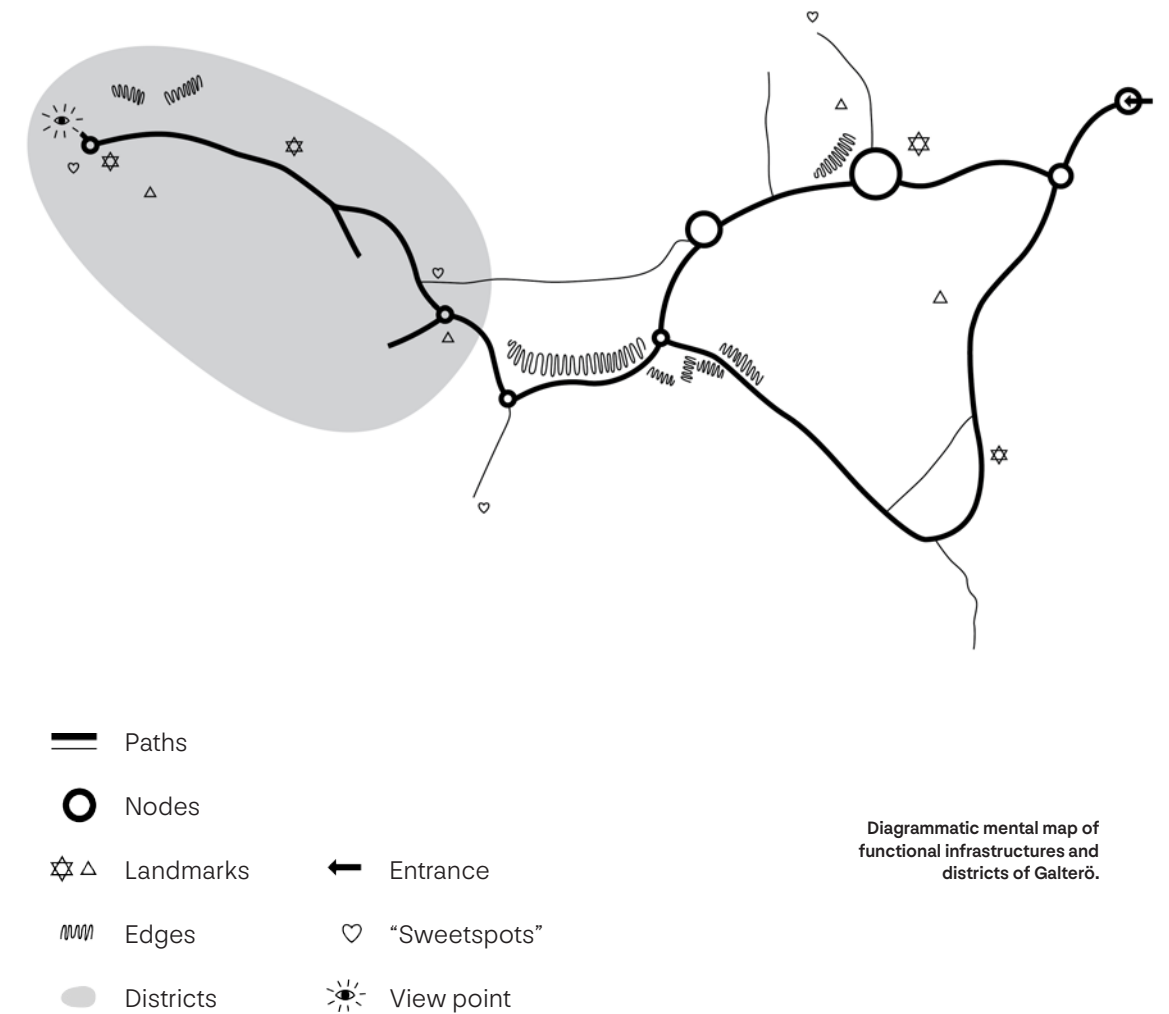 Paths
Nodes
Landmarks
Edges
Districts
Entrance
“Sweetspots”
View point
Diagrammatic mental map of
functional infrastructures and
districts of Galterö.